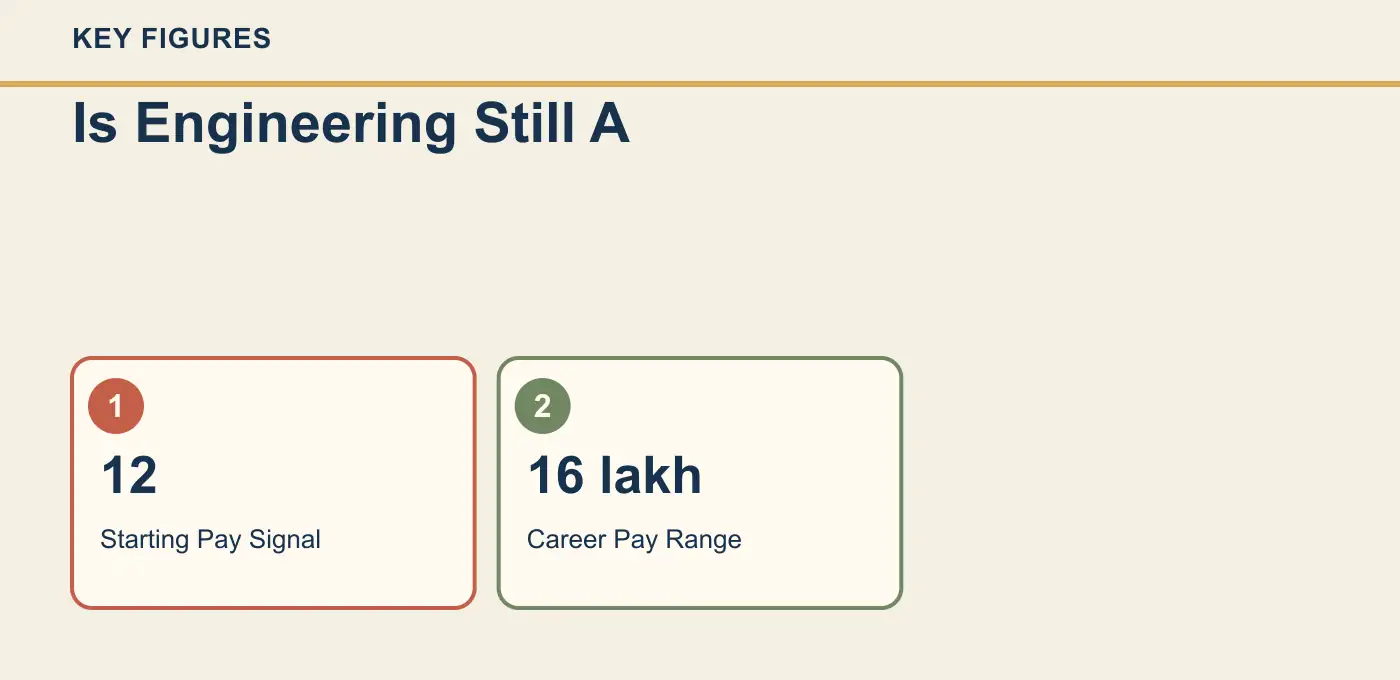 KEY FIGURES
Is Engineering Still A
1
12
Starting Pay Signal
2
16 lakh
Career Pay Range